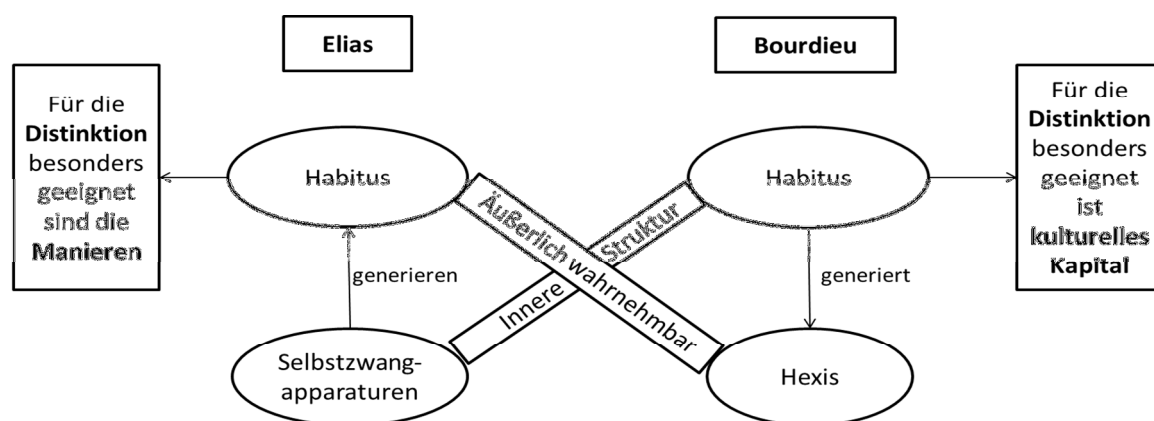 Elias
Bourdieu
Für die
Distinktion
besonders
geeignet
sind die
Manieren
Habitus
Habitus
Für die
Distinktion
besonders
geeignet
ist
kulturelles
Kapital
Äußerlich wahrnehmbar
Innere Struktur
generieren
generiert
Selbstzwang-
apparaturen
Hexis